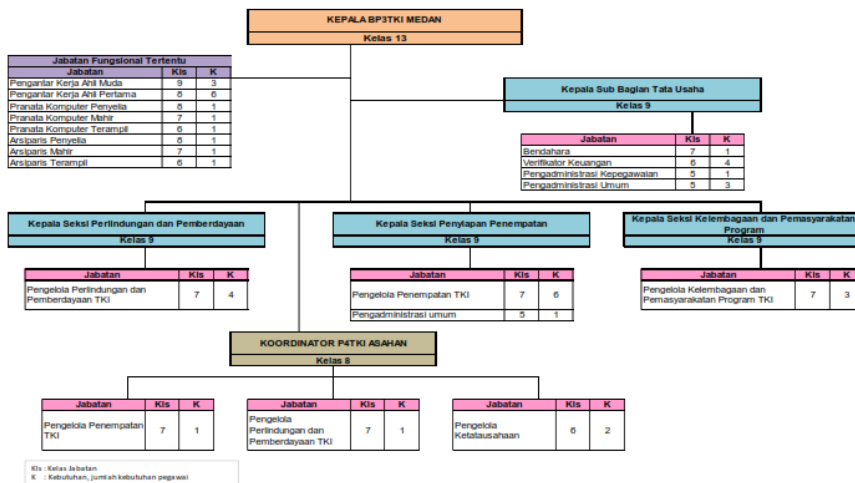 KEPALA BP3TKI MEDAN
Kelas 13
Jabatan Fungsional Tertentu
Jabatan Kls K
Pengantar Kerja Ahli Muda 9 3
Pengantar Kerja Ahli Pertama 8 6
Pranata Komputer Penyelia 8 1
Pranata Komputer Mahir 7 1
Pranata Komputer Terampil 6 1
Arsiparis Penyelia 8 1
Arsiparis Mahir 7 1
Arsiparis Terampil 6 1
Kepala Sub Bagian Tata Usaha
Kelas 9
Jabatan Kls K
Bendahara 7 1
Verifikator Keuangan 6 4
Pengadministrasi Kepegawaian 5 1
Pengadministrasi Umum 5 3
Kepala Seksi Perlindungan dan Pemberdayaan
Kelas 9
Jabatan Kls K
Pengelola Perlindungan dan
Pemberdayaan TKI 7 4
Kepala Seksi Penyiapan Penempatan
Kelas 9
Jabatan Kls K
Pengelola Penempatan TKI 7 6
Pengadministrasi umum 5 1
Kepala Seksi Kelembagaan dan Pemasyarakatan
Program
Kelas 9
Jabatan Kls K
Pengelola Kelembagaan dan
Pemasyarakatan Program TKI 7 3
KOORDINATOR P4TKI ASAHAN
Kelas 8
Jabatan Kls K
Pengelola Penempatan
TKI 7 1
Jabatan Kls K
Pengelola
Perlindungan dan
Pemberdayaan TKI 7 1
Jabatan Kls K
Pengelola
Ketatausahaan 6 2
Kls : Kelas Jabatan
K : Kebutuhan, jumlah kebutuhan pegawai